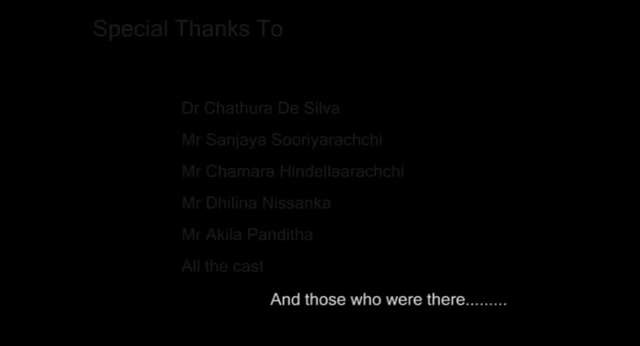 Special Thanks To
Dr Chathura De Silva
Mr Sanjaya Sooriyarachchi
Mr Chamara Hindellaarachchi
Mr Dhilina Nissanka
Mr Akila Panditha
All the cast
And those who were there.........